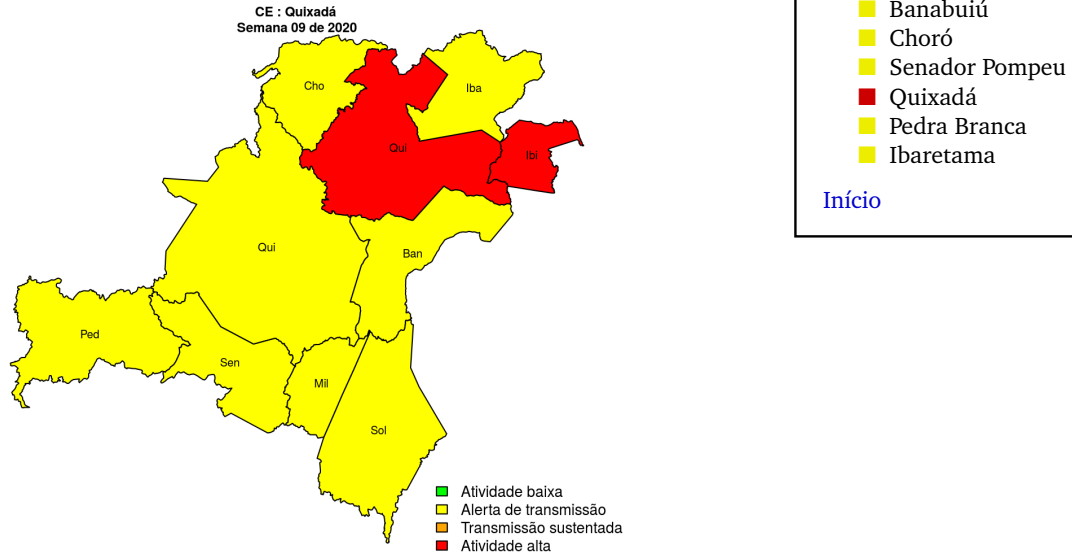 CE : Quixadá
Semana 09 de 2020
Cho
Iba
Qui
Ibi
Qui
Ban
Ped
Sen
Mil
Sol
Atividade baixa
Alerta de transmissão
Transmissão sustentada
Atividade alta
Banabuiú
Choró
Senador Pompeu
Quixadá
Pedra Branca
Ibaretama
Início